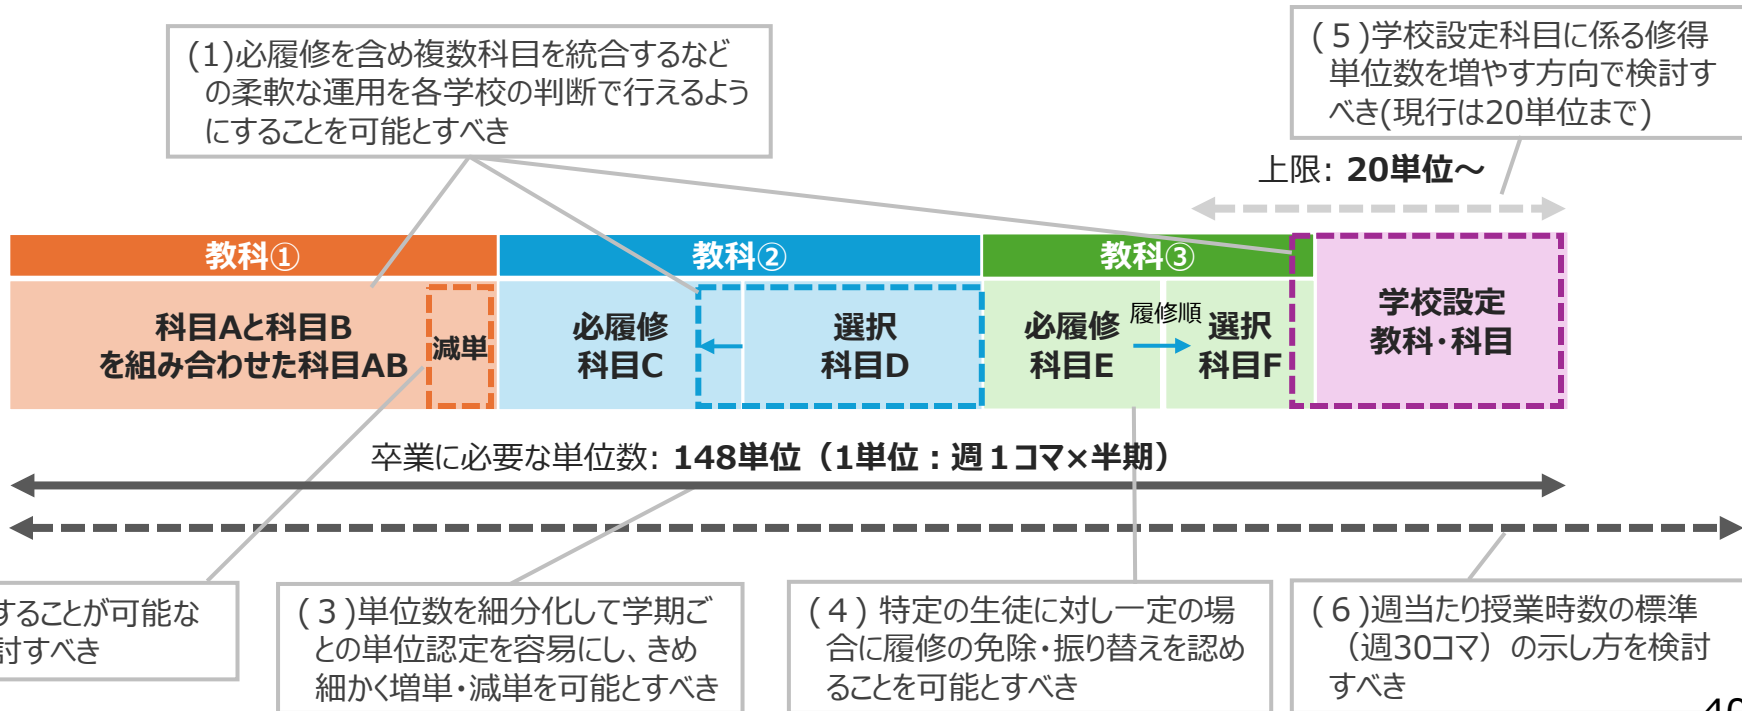 (1)必履修を含め複数科目を統合するなど
の柔軟な運用を各学校の判断で行えるよう
にすることを可能とすべき
(５)学校設定科目に係る修得
単位数を増やす方向で検討す
べき(現行は20単位まで)
上限: 20単位～
教科①
教科②
教科③
科目Aと科目B
を組み合わせた科目AB
減単
必履修
科目C
選択
科目D
必履修
科目E
履修順
選択
科目F
学校設定
教科・科目
卒業に必要な単位数: 148単位（1単位：週１コマ×半期）
することが可能な
討すべき
(３)単位数を細分化して学期ご
との単位認定を容易にし、きめ
細かく増単・減単を可能とすべき
(４) 特定の生徒に対し一定の場
合に履修の免除・振り替えを認め
ることを可能とすべき
(６)週当たり授業時数の標準
（週30コマ）の示し方を検討
すべき